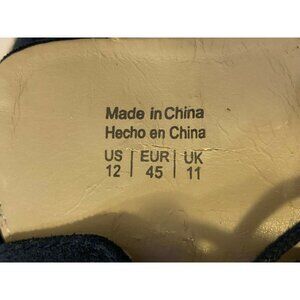 Made in China
Hecho en China
US | EUR | UK
12 | 45 | 11